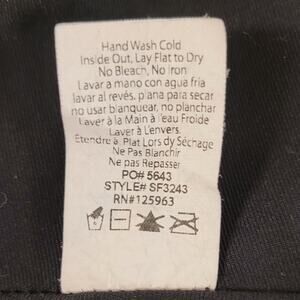 Hand Wash Cold
Inside Out, Lay Flat to Dry
No Bleach, No Iron
Lavar a mano con agua fría
lavar al revés, plana para secar
no usar blanquear, no planchar
Laver à la Main à l'eau Froide
Laver à L'envers.
Etendre à Plat Lors dy Séchage
Ne Pas Blanchir
Ne pas Repasser
PO# 5643
STYLE# SF3243
RN#125963